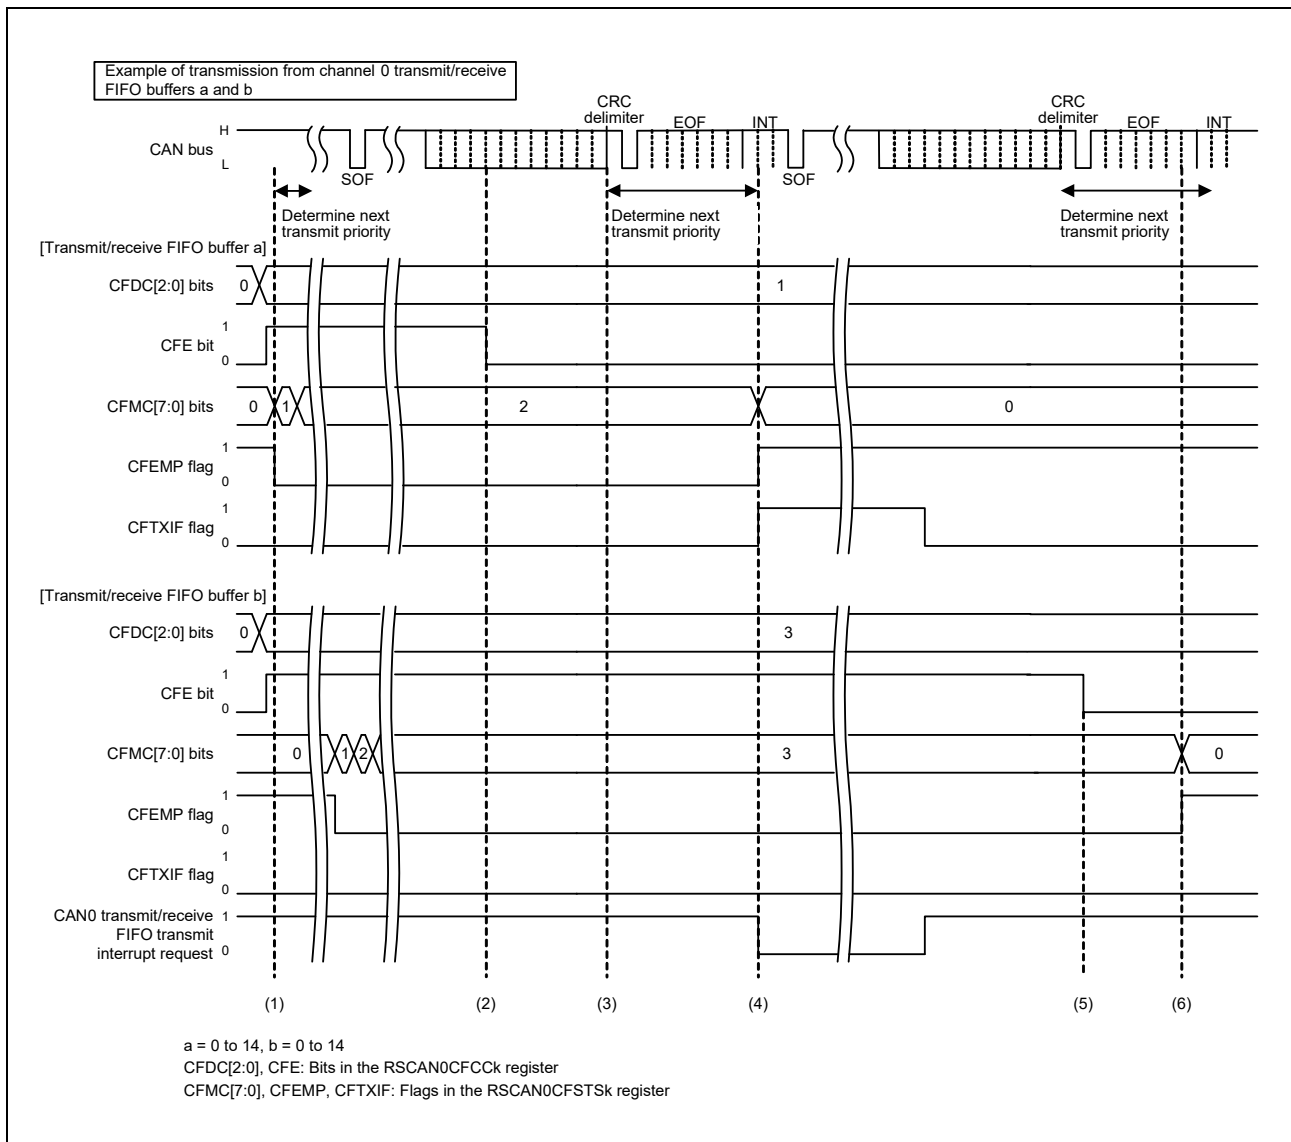 Example of transmission from channel 0 transmit/receive
FIFO buffers a and b
CRC
delimiter
EOF
INT
CRC
delimiter
EOF
INT
H
CAN bus
L
SOF
SOF
Determine next
transmit priority
Determine next
transmit priority
Determine next
transmit priority
[Transmit/receive FIFO buffer a]
CFDC[2:0] bits
0
1
1
CFE bit
0
CFMC[7:0] bits
0
1
2
0
1
CFEMP flag
0
1
CFTXIF flag
0
[Transmit/receive FIFO buffer b]
CFDC[2:0] bits
0
3
1
CFE bit
0
CFMC[7:0] bits
0
1
2
3
0
1
CFEMP flag
0
1
CFTXIF flag
0
CAN0 transmit/receive 1
FIFO transmit
interrupt request 0
(1) (2) (3) (4) (5) (6)
a = 0 to 14, b = 0 to 14
CFDC[2:0], CFE: Bits in the RSCAN0CFCCk register
CFMC[7:0], CFEMP, CFTXIF: Flags in the RSCAN0CFSTSk register